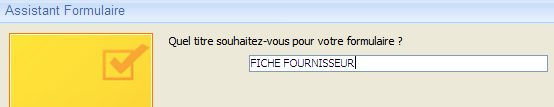 Assistant Formulaire
Quel titre souhaitez-vous pour votre formulaire ?
FICHE FOURNISSEUR